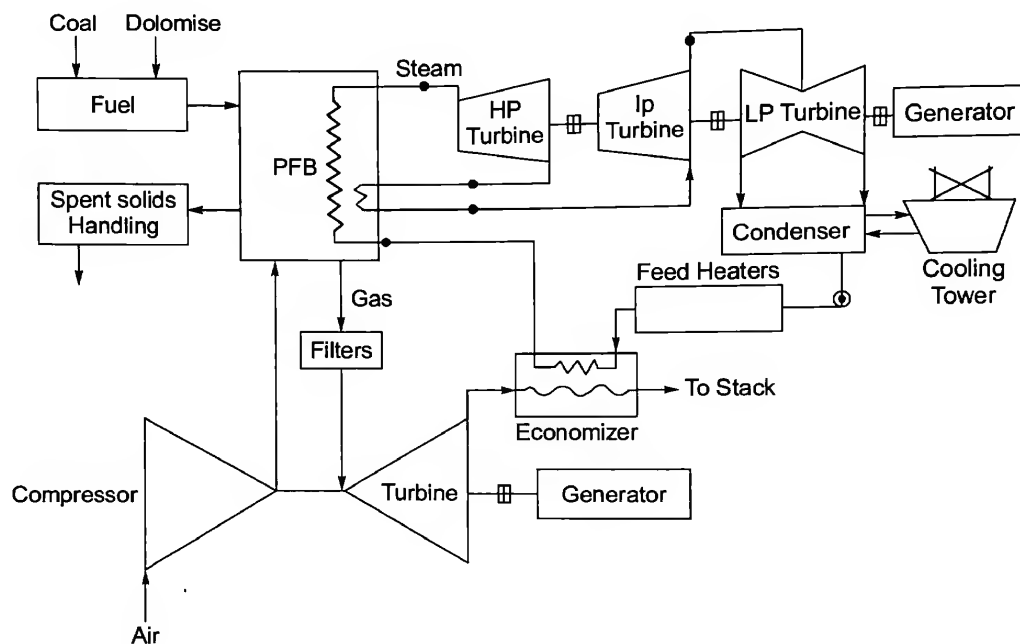 Coal
Dolomise
Fuel
Steam
HP
Turbine
Ip
Turbine
LP Turbine
Generator
PFB
Spent solids
Handling
Condenser
Cooling
Tower
Feed Heaters
Gas
Filters
To Stack
Economizer
Compressor
Turbine
Generator
Air